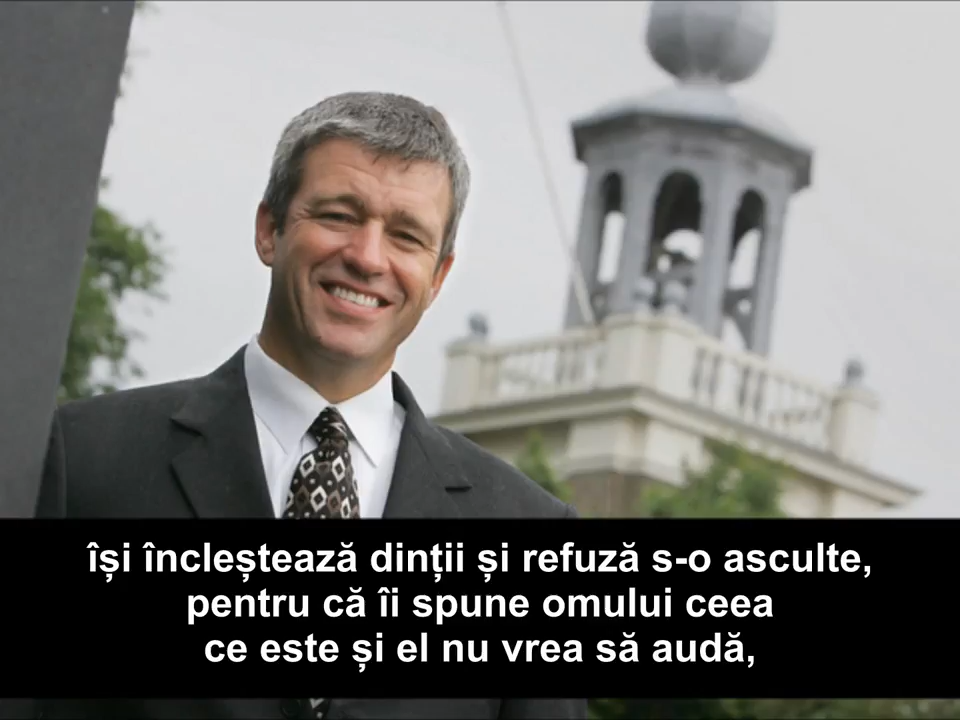 își încleștează dinții și refuză s-o asculte,
pentru că îi spune omului ceea
ce este și el nu vrea să audă,